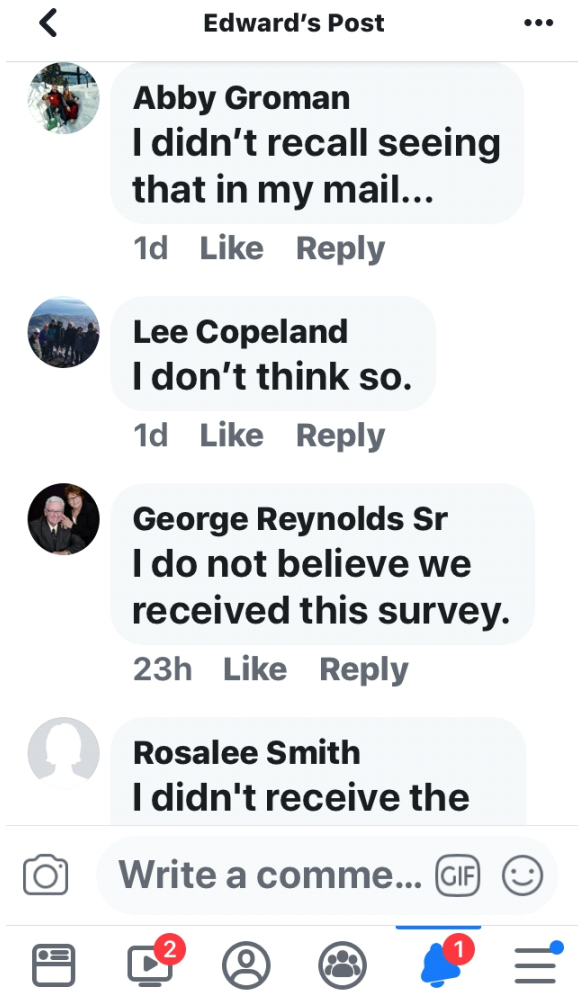 Edward's Post
Abby Groman
I didn't recall seeing
that in my mail...
1d Like Reply
Lee Copeland
I don't think so.
1d Like Reply
George Reynolds Sr
I do not believe we
received this survey.
23h Like Reply
Rosalee Smith
I didn't receive the
Write a comme... GIF
2 1